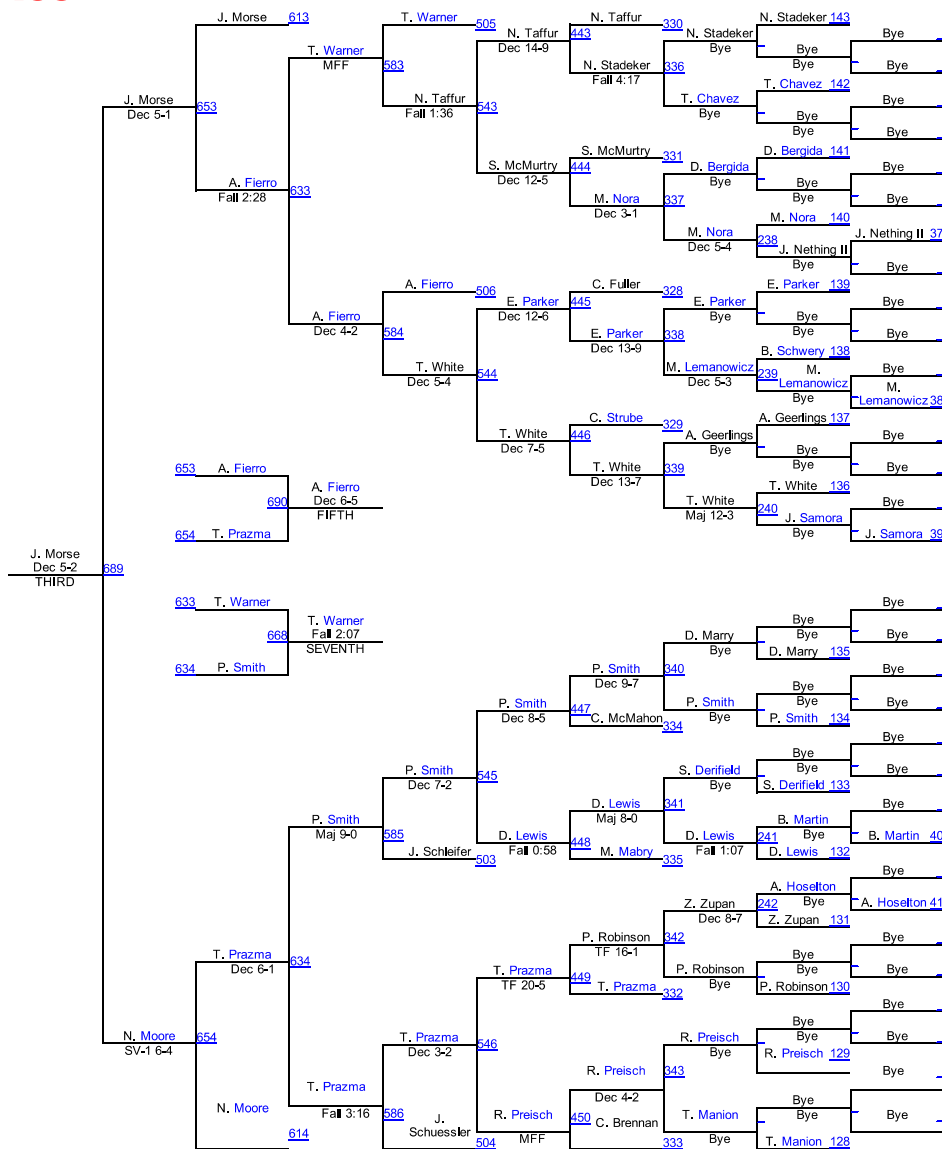 J. Morse 613
T. Warner 505
N. Taffur 330
N. Stadeker 143
Bye
N. Taffur 443
Dec 14-9
N. Stadeker
Bye
Bye
Bye
T. Warner
MFF
583
N. Stadeker 336
Fall 4:17
Bye
T. Chavez 142
J. Morse
Dec 5-1
653
N. Taffur
Fall 1:36
543
T. Chavez
Bye
Bye
Bye
Bye
Bye
S. McMurtry 331
D. Bergida 141
Bye
S. McMurtry 444
Dec 12-5
D. Bergida
Bye
Bye
Bye
Bye
A. Fierro
Fall 2:28
633
M. Nora 337
Dec 3-1
M. Nora 140
M. Nora
Dec 5-4
238
J. Nething II 37
J. Nething II
Bye
Bye
A. Fierro 506
C. Fuller 328
E. Parker 139
E. Parker 445
Dec 12-6
E. Parker
Bye
Bye
Bye
Bye
Bye
A. Fierro
Dec 4-2
584
E. Parker 338
Dec 13-9
B. Schwery 138
T. White
Dec 5-4
544
M. Lemanowicz 239
Dec 5-3
M.
Lemanowicz
Bye
Bye
M.
Lemanowicz 38
C. Strube 329
A. Geerlings 137
T. White 446
Dec 7-5
A. Geerlings
Bye
Bye
Bye
Bye
Bye
653 A. Fierro
T. White 339
Dec 13-7
T. White 136
A. Fierro
Dec 6-5
FIFTH
690
T. White
Maj 12-3
240
Bye
J. Samora
Bye
654 T. Prazma
J. Samora 39
J. Morse
Dec 5-2
THIRD
689
633 T. Warner
T. Warner
Fall 2:07
SEVENTH
668
Bye
D. Marry
Bye
Bye
Bye
Bye
D. Marry 135
634 P. Smith
P. Smith 340
Dec 9-7
Bye
P. Smith 447
Dec 8-5
P. Smith
Bye
Bye
Bye
Bye
C. McMahon 334
P. Smith 134
Bye
P. Smith 545
Dec 7-2
S. Derifield
Bye
Bye
Bye
Bye
S. Derifield 133
P. Smith
Maj 9-0
585
D. Lewis 341
Maj 8-0
B. Martin
Bye
Bye
D. Lewis 448
Fall 0:58
D. Lewis 241
Fall 1:07
B. Martin 40
J. Schleifer 503
M. Mabry 335
D. Lewis 132
Bye
Z. Zupan 242
Dec 8-7
A. Hoselton
Bye
A. Hoselton 41
Z. Zupan 131
P. Robinson 342
TF 16-1
Bye
T. Prazma
Dec 6-1
634
T. Prazma 449
TF 20-5
P. Robinson
Bye
Bye
Bye
Bye
T. Prazma 332
P. Robinson 130
Bye
N. Moore
SV-1 6-4
654
T. Prazma 546
Dec 3-2
R. Preisch
Bye
Bye
Bye
Bye
R. Preisch 129
R. Preisch 343
Dec 4-2
Bye
T. Prazma
Fall 3:16
586
N. Moore 614
J.
Schuessler 504
R. Preisch 450
MFF
C. Brennan 333
T. Manion
Bye
Bye
Bye
Bye
T. Manion 128
Bye